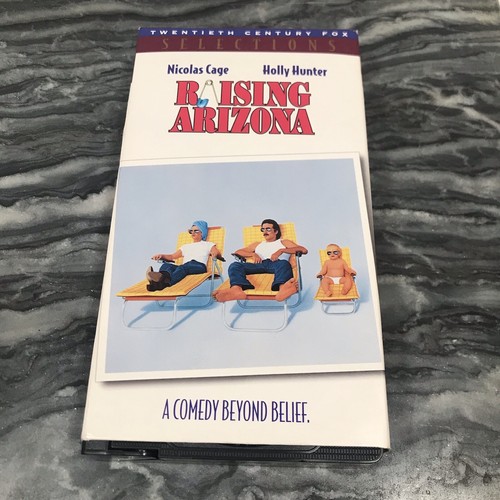 TWENTIETH CENTURY FOX
SELECTIONS
Nicolas Cage Holly Hunter
RAISING
ARIZONA
A COMEDY BEYOND BELIEF.